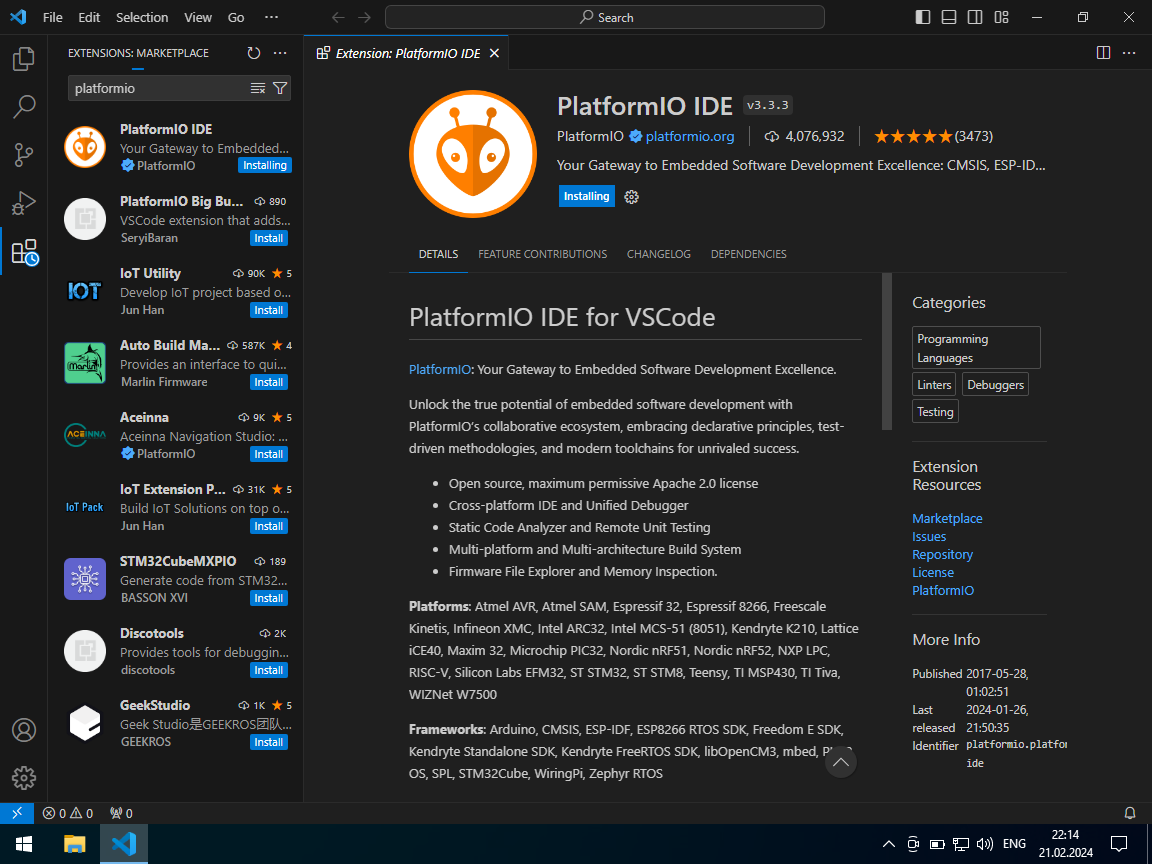 File Edit Selection View Go ···
Search
EXTENSIONS: MARKETPLACE
platformio
PlatformIO IDE
Your Gateway to Embedded...
PlatformIO Installing
PlatformIO Big Bu... 890
VSCode extension that adds...
SeryiBaran Install
IOT
IoT Utility 90K 5
Develop IoT project based o...
Jun Han Install
Marlin
Auto Build Ma... 587K 4
Provides an interface to qui...
Marlin Firmware Install
ACEINNA
Aceinna 9K 5
Aceinna Navigation Studio: ...
PlatformIO Install
IoT Pack
IoT Extension P... 31K 5
Build IoT Solutions on top o...
Jun Han Install
STM32CubeMXPIO 189
Generate code from STM32...
BASSON XVI Install
Discotools 2K
Provides tools for debuggin...
discotools Install
GeekStudio 1K 5
Geek Studio是GEEKROS团队...
GEEKROS Install
Extension: PlatformIO IDE
PlatformIO IDE v3.3.3
PlatformIO platformio.org 4,076,932 (3473)
Your Gateway to Embedded Software Development Excellence: CMSIS, ESP-ID...
Installing
DETAILS FEATURE CONTRIBUTIONS CHANGELOG DEPENDENCIES
PlatformIO IDE for VSCode
PlatformIO: Your Gateway to Embedded Software Development Excellence.
Unlock the true potential of embedded software development with
PlatformIO's collaborative ecosystem, embracing declarative principles, test-
driven methodologies, and modern toolchains for unrivaled success.
• Open source, maximum permissive Apache 2.0 license
• Cross-platform IDE and Unified Debugger
• Static Code Analyzer and Remote Unit Testing
• Multi-platform and Multi-architecture Build System
• Firmware File Explorer and Memory Inspection.
Platforms: Atmel AVR, Atmel SAM, Espressif 32, Espressif 8266, Freescale
Kinetis, Infineon XMC, Intel ARC32, Intel MCS-51 (8051), Kendryte K210, Lattice
iCE40, Maxim 32, Microchip PIC32, Nordic nRF51, Nordic nRF52, NXP LPC,
RISC-V, Silicon Labs EFM32, ST STM32, ST STM8, Teensy, TI MSP430, TI Tiva,
WIZNet W7500
Frameworks: Arduino, CMSIS, ESP-IDF, ESP8266 RTOS SDK, Freedom E SDK,
Kendryte Standalone SDK, Kendryte FreeRTOS SDK, libOpenCM3, mbed,
OS, SPL, STM32Cube, WiringPi, Zephyr RTOS
Categories
Programming
Languages
Linters Debuggers
Testing
Extension
Resources
Marketplace
Issues
Repository
License
PlatformIO
More Info
Published 2017-05-28,
01:02:51
Last 2024-01-26,
released 21:50:35
Identifier platformio.platfor
ide
0 0 0
ENG
22:14
21.02.2024